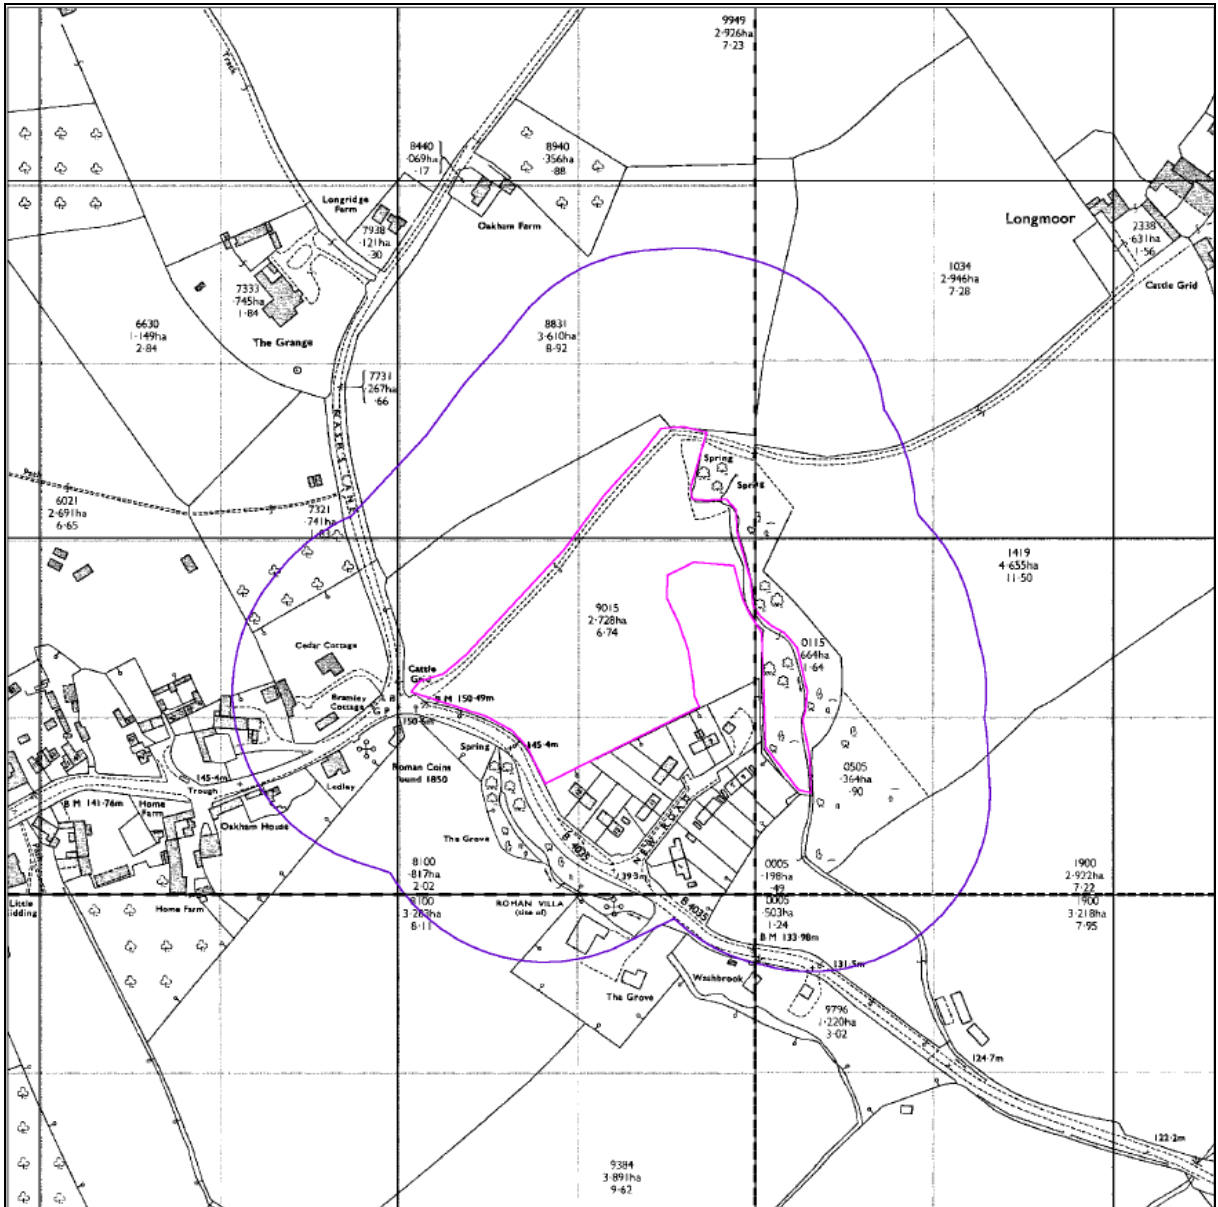 9949
2·926ha
7·23
Track
8440
·069ha
·17
8940
·356ha
·88
Longridge
Farm
7938
·121ha
·30
Oakham Farm
Longmoor
2338
·631ha
1·56
Cattle Grid
1034
2·946ha
7·28
7333
·745ha
1·84
The Grange
6630
1·149ha
2·84
8831
3·610ha
8·92
7731
·267ha
·66
Path
6021
2·691ha
6·65
7321
·741ha
1·83
Spring
Spring
1419
4·655ha
11·50
9015
2·728ha
6·74
0115
·664ha
1·64
Cedar Cottage
Cattle
Grid
Bramley
Cottage
B M 150·49m
Spring
145·4m
Roman Coins
found 1850
0505
·364ha
·90
145·4m
Trough
Ledley
B M 141·76m
Home
Farm
Oakham House
The Grove
B 4035
NEW ROAD
139·3m
8100
·817ha
2·02
8100
3·283ha
8·11
0005
·198ha
·49
0005
·503ha
1·24
1900
2·922ha
7·22
1900
3·218ha
7·95
Home Farm
ROMAN VILLA
(site of)
B 4035
B M 133·98m
131·5m
Washbrook
The Grove
9796
1·220ha
3·02
124·7m
122·2m
9384
3·891ha
9·62